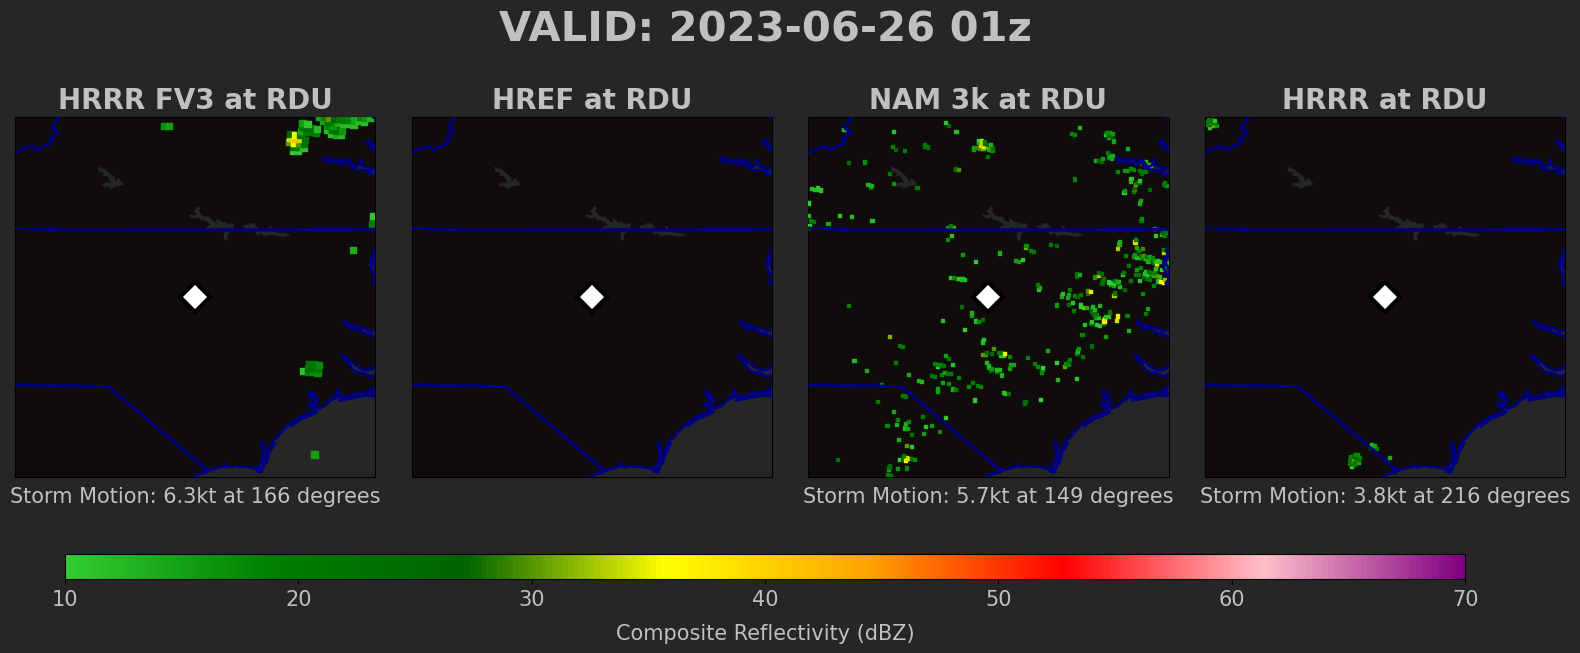 VALID: 2023-06-26 01z
HRRR FV3 at RDU
HREF at RDU
NAM 3k at RDU
HRRR at RDU
Storm Motion: 6.3kt at 166 degrees
Storm Motion: 5.7kt at 149 degrees
Storm Motion: 3.8kt at 216 degrees
10 20 30 40 50 60 70
Composite Reflectivity (dBZ)